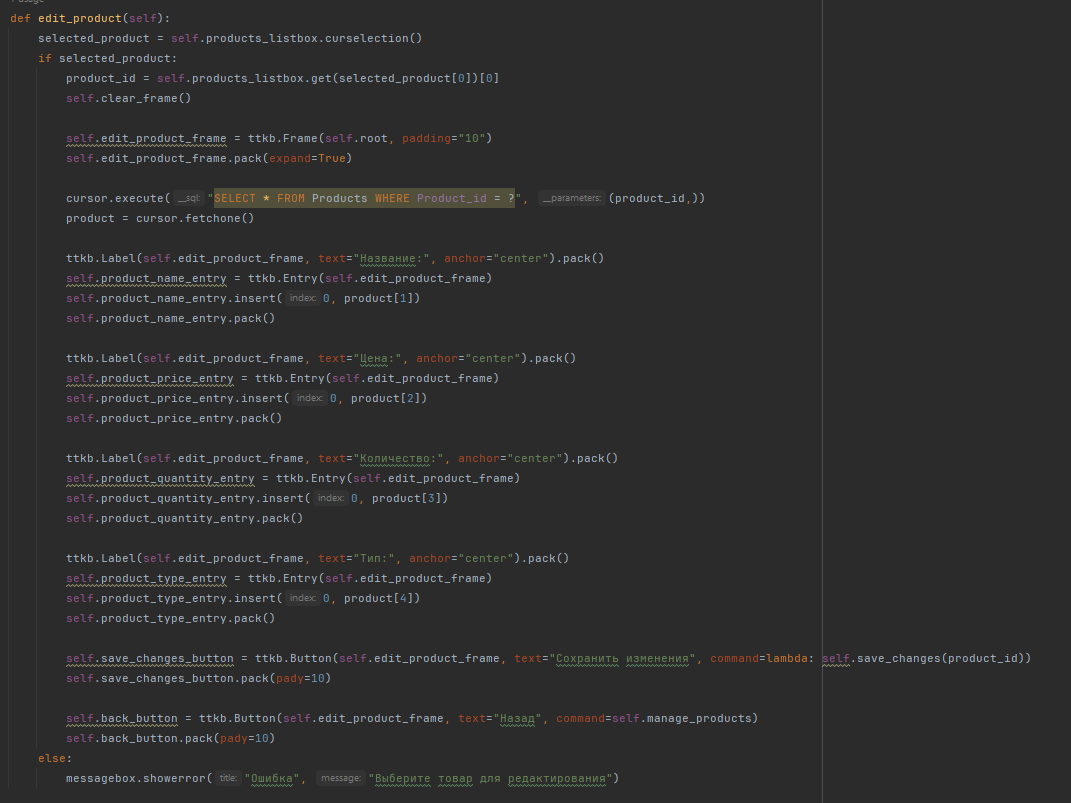 def edit_product(self):
    selected_product = self.products_listbox.curselection()
    if selected_product:
        product_id = self.products_listbox.get(selected_product[0])[0]
        self.clear_frame()

        self.edit_product_frame = ttkb.Frame(self.root, padding="10")
        self.edit_product_frame.pack(expand=True)

        cursor.execute( __sql: "SELECT * FROM Products WHERE Product_id = ?", __parameters: (product_id,))
        product = cursor.fetchone()

        ttkb.Label(self.edit_product_frame, text="Название:", anchor="center").pack()
        self.product_name_entry = ttkb.Entry(self.edit_product_frame)
        self.product_name_entry.insert( index: 0, product[1])
        self.product_name_entry.pack()

        ttkb.Label(self.edit_product_frame, text="Цена:", anchor="center").pack()
        self.product_price_entry = ttkb.Entry(self.edit_product_frame)
        self.product_price_entry.insert( index: 0, product[2])
        self.product_price_entry.pack()

        ttkb.Label(self.edit_product_frame, text="Количество:", anchor="center").pack()
        self.product_quantity_entry = ttkb.Entry(self.edit_product_frame)
        self.product_quantity_entry.insert( index: 0, product[3])
        self.product_quantity_entry.pack()

        ttkb.Label(self.edit_product_frame, text="Тип:", anchor="center").pack()
        self.product_type_entry = ttkb.Entry(self.edit_product_frame)
        self.product_type_entry.insert( index: 0, product[4])
        self.product_type_entry.pack()

        self.save_changes_button = ttkb.Button(self.edit_product_frame, text="Сохранить изменения", command=lambda: self.save_changes(product_id))
        self.save_changes_button.pack(pady=10)

        self.back_button = ttkb.Button(self.edit_product_frame, text="Назад", command=self.manage_products)
        self.back_button.pack(pady=10)
    else:
        messagebox.showerror( title: "Ошибка", message: "Выберите товар для редактирования")